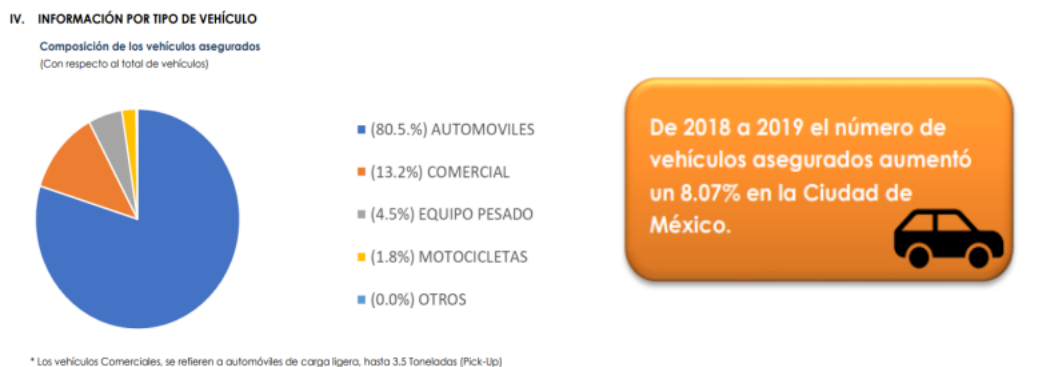 IV. INFORMACIÓN POR TIPO DE VEHÍCULO
Composición de los vehículos asegurados
(Con respecto al total de vehículos)
(80.5.%) AUTOMOVILES
(13.2%) COMERCIAL
(4.5%) EQUIPO PESADO
(1.8%) MOTOCICLETAS
(0.0%) OTROS
De 2018 a 2019 el número de
vehículos asegurados aumentó
un 8.07% en la Ciudad de
México.
* Los vehículos Comerciales, se refieren a automóviles de carga ligera, hasta 3.5 Toneladas (Pick-Up)